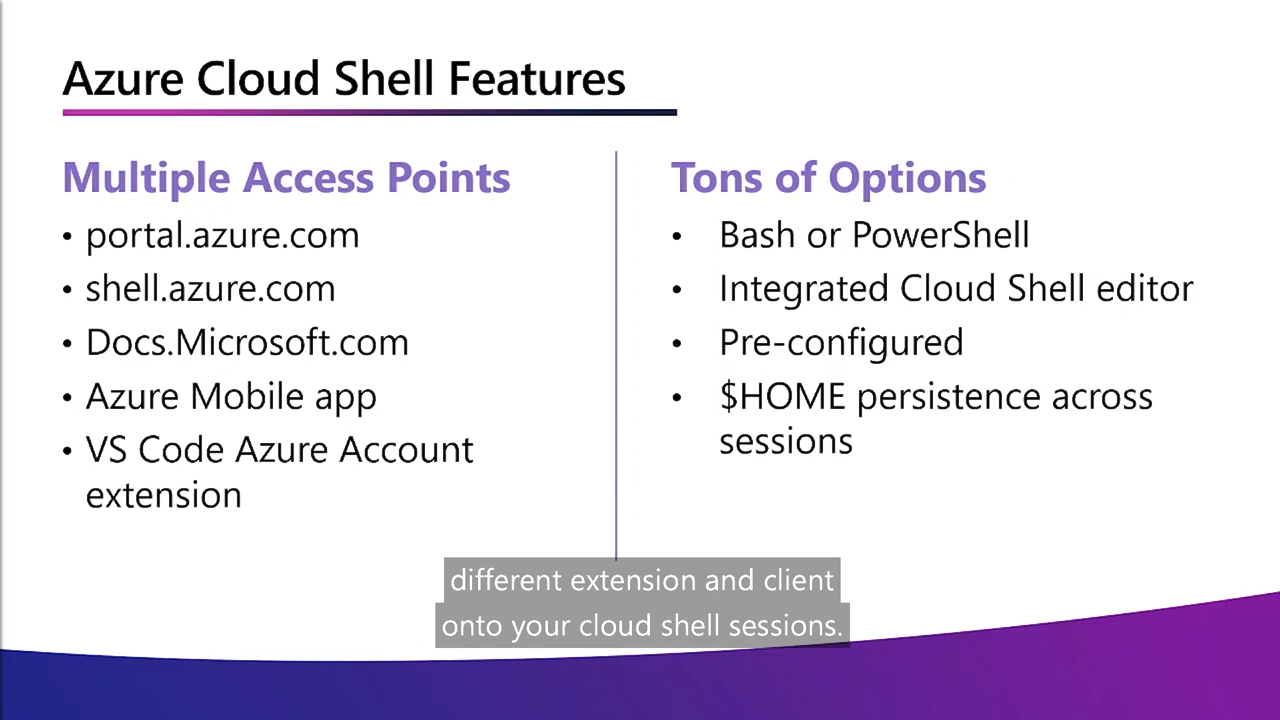 Azure Cloud Shell Features
Multiple Access Points
• portal.azure.com
• shell.azure.com
• Docs.Microsoft.com
• Azure Mobile app
• VS Code Azure Account
extension
Tons of Options
• Bash or PowerShell
• Integrated Cloud Shell editor
• Pre-configured
• $HOME persistence across
sessions
different extension and client
onto your cloud shell sessions.